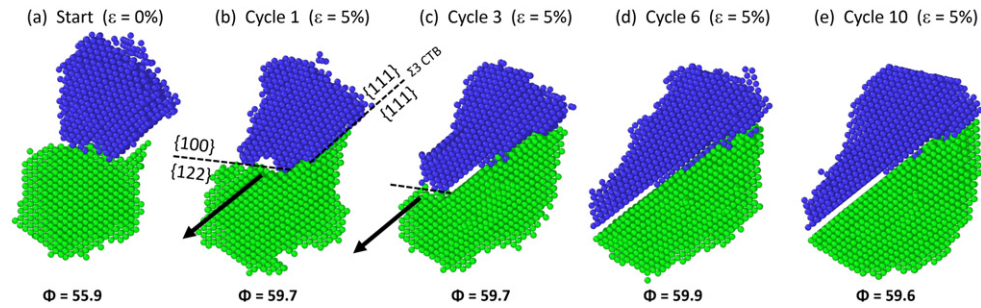 (a) Start (ε = 0%)
(b) Cycle 1 (ε = 5%)
(c) Cycle 3 (ε = 5%)
(d) Cycle 6 (ε = 5%)
(e) Cycle 10 (ε = 5%)
{111}
Σ3 CTB
{111}
{100}
{122}
Φ = 55.9
Φ = 59.7
Φ = 59.7
Φ = 59.9
Φ = 59.6